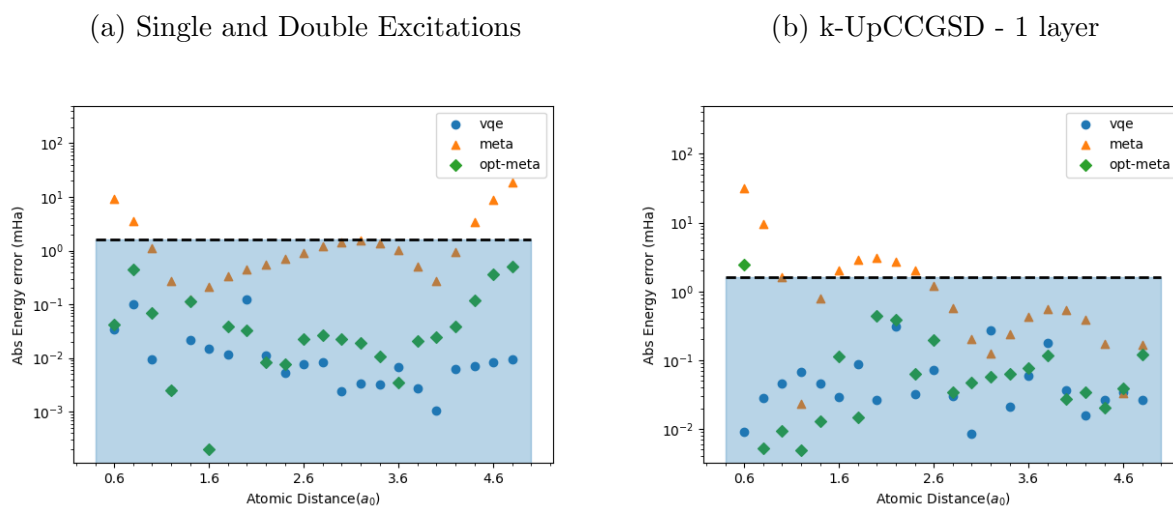 (a) Single and Double Excitations
(b) k-UpCCGSD - 1 layer
vqe
meta
opt-meta
10²
10¹
10⁰
10⁻¹
10⁻²
10⁻³
Abs Energy error (mHa)
0.6 1.6 2.6 3.6 4.6
Atomic Distance(a₀)
vqe
meta
opt-meta
10²
10¹
10⁰
10⁻¹
10⁻²
Abs Energy error (mHa)
0.6 1.6 2.6 3.6 4.6
Atomic Distance(a₀)